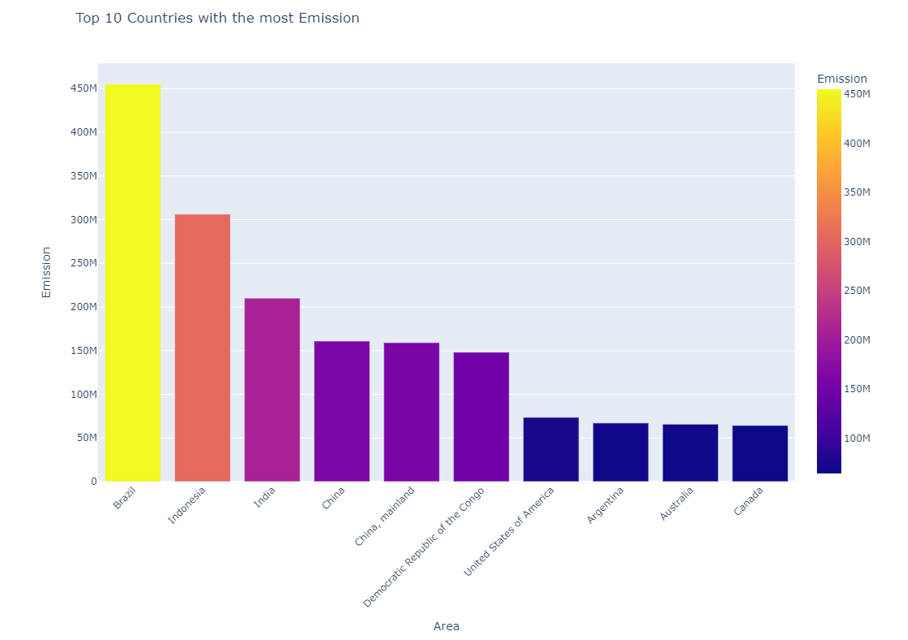 Top 10 Countries with the most Emission
Emission
450M
400M
350M
300M
250M
200M
150M
100M
50M
0
Brazil
Indonesia
India
China
China, mainland
Democratic Republic of the Congo
United States of America
Argentina
Australia
Canada
Area
Emission
450M
400M
350M
300M
250M
200M
150M
100M